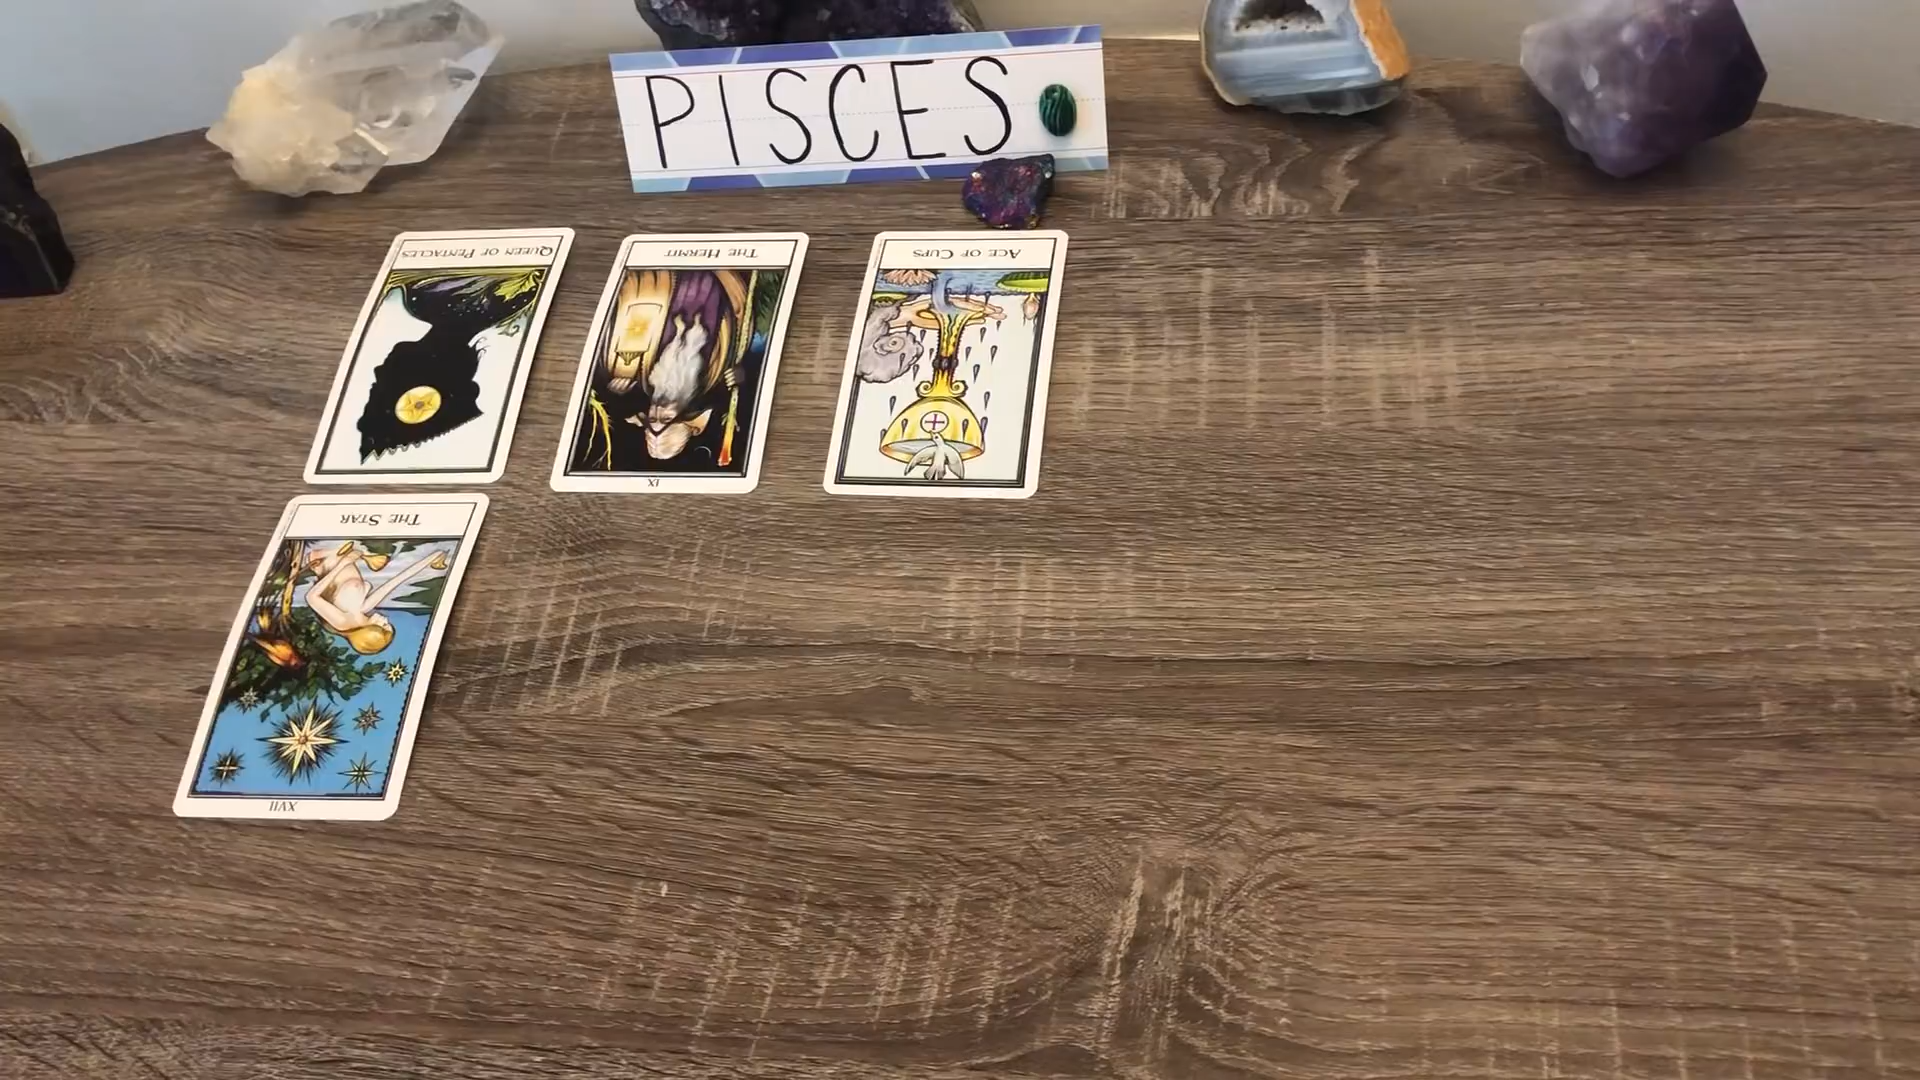 PISCES
QUEEN OF PENTACLES
THE HERMIT
IX
ACE OF CUPS
THE STAR
XVII